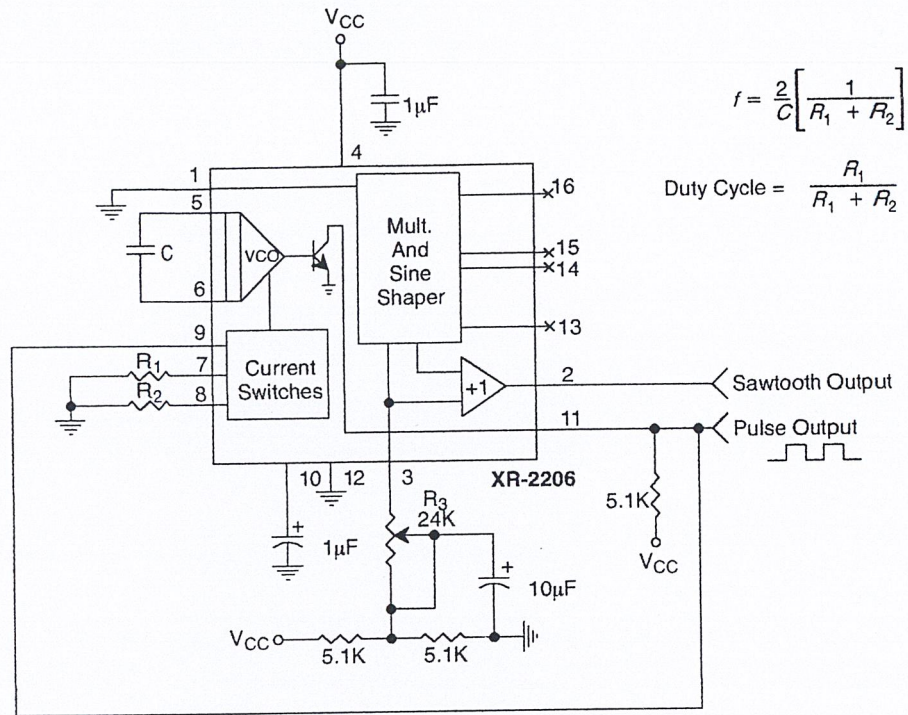 VCC
1μF
f = 2/C [ 1 / R1 + R2 ]
Duty Cycle = R1 / R1 + R2
4
1
16
5
Mult.
And
Sine
Shaper
C
VCO
15
14
6
13
9
R1
7
Current
Switches
R2
8
+1
2
Sawtooth Output
11
Pulse Output
10
12
3
XR-2206
R3
24K
5.1K
1μF
VCC
10μF
VCC
5.1K
5.1K